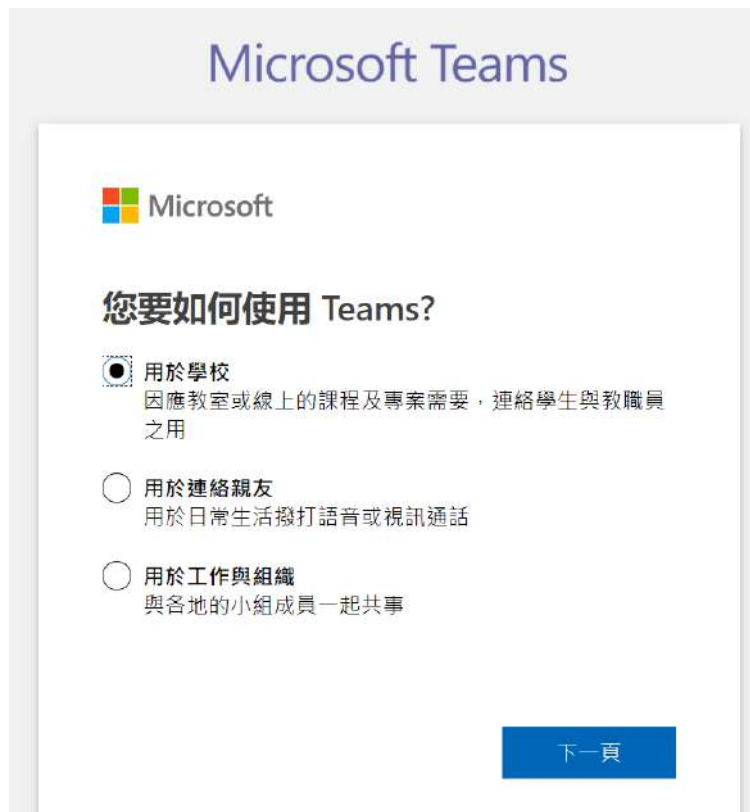 Microsoft Teams
Microsoft
您要如何使用 Teams?
用於學校
因應教室或線上的課程及專案需要，連絡學生與教職員
之用
用於連絡親友
用於日常生活撥打語音或視訊通話
用於工作與組織
與各地的小組成員一起共事
下一頁